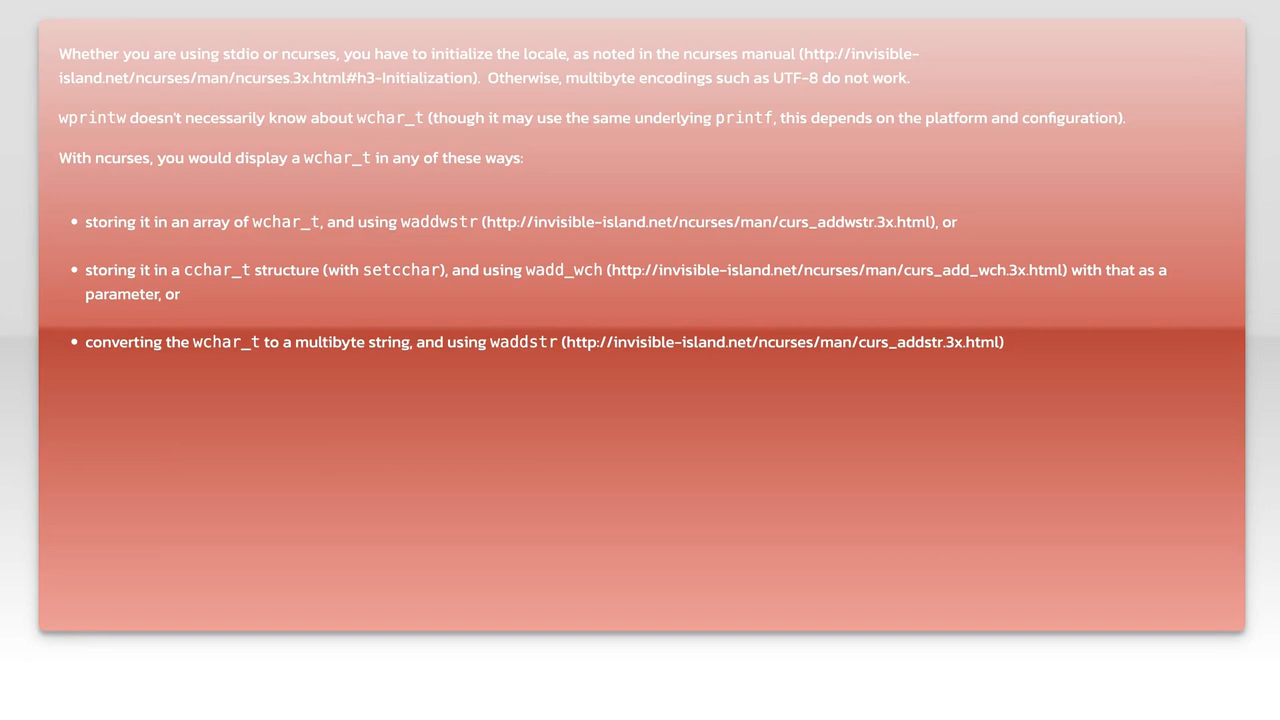 Whether you are using stdio or ncurses, you have to initialize the locale, as noted in the ncurses manual (http://invisible-
island.net/ncurses/man/ncurses.3x.html#h3-Initialization).  Otherwise, multibyte encodings such as UTF-8 do not work.
wprintw doesn't necessarily know about wchar_t (though it may use the same underlying printf, this depends on the platform and configuration).
With ncurses, you would display a wchar_t in any of these ways:
• storing it in an array of wchar_t, and using waddwstr (http://invisible-island.net/ncurses/man/curs_addwstr.3x.html), or
• storing it in a cchar_t structure (with setcchar), and using wadd_wch (http://invisible-island.net/ncurses/man/curs_add_wch.3x.html) with that as a
parameter, or
• converting the wchar_t to a multibyte string, and using waddstr (http://invisible-island.net/ncurses/man/curs_addstr.3x.html)